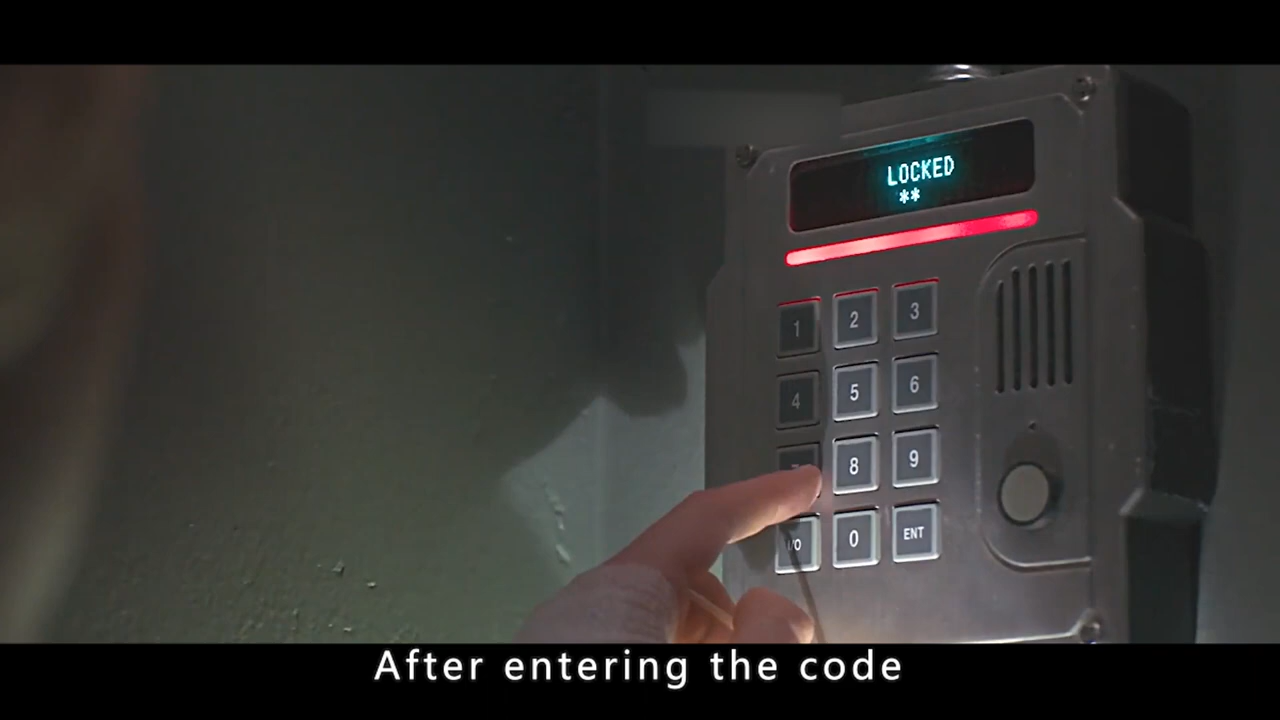 LOCKED
**
1 2 3
4 5 6
8 9
I/O 0 ENT
After entering the code